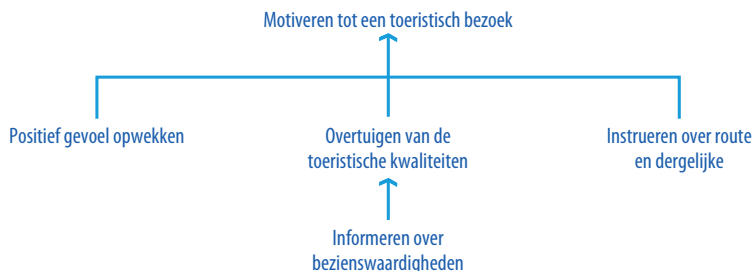 Motiveren tot een toeristisch bezoek
Positief gevoel opwekken
Overtuigen van de
toeristische kwaliteiten
Instrueren over route
en dergelijke
Informeren over
bezienswaardigheden